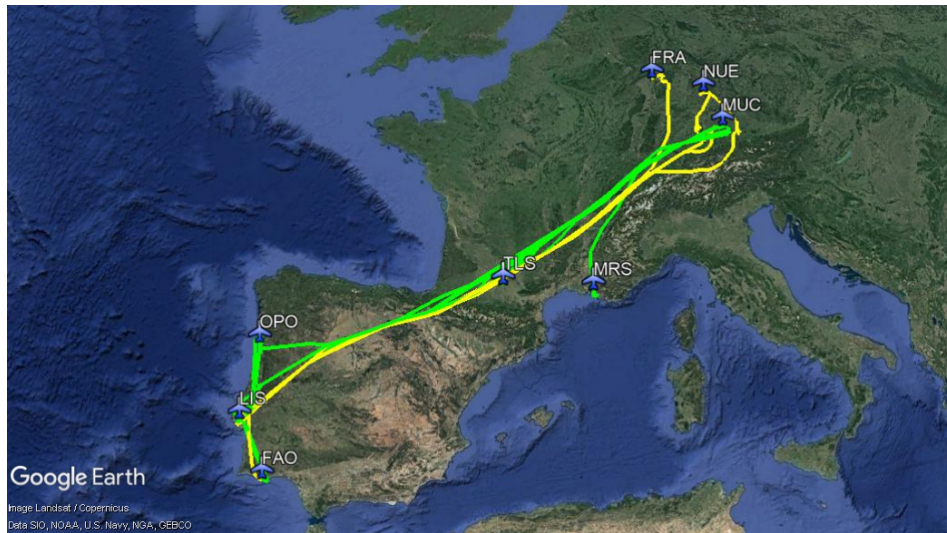 FRA
NUE
MUC
TLS
MRS
OPO
LIS
FAO
Google Earth
Image Landsat / Copernicus
Data SIO, NOAA, U.S. Navy, NGA, GEBCO